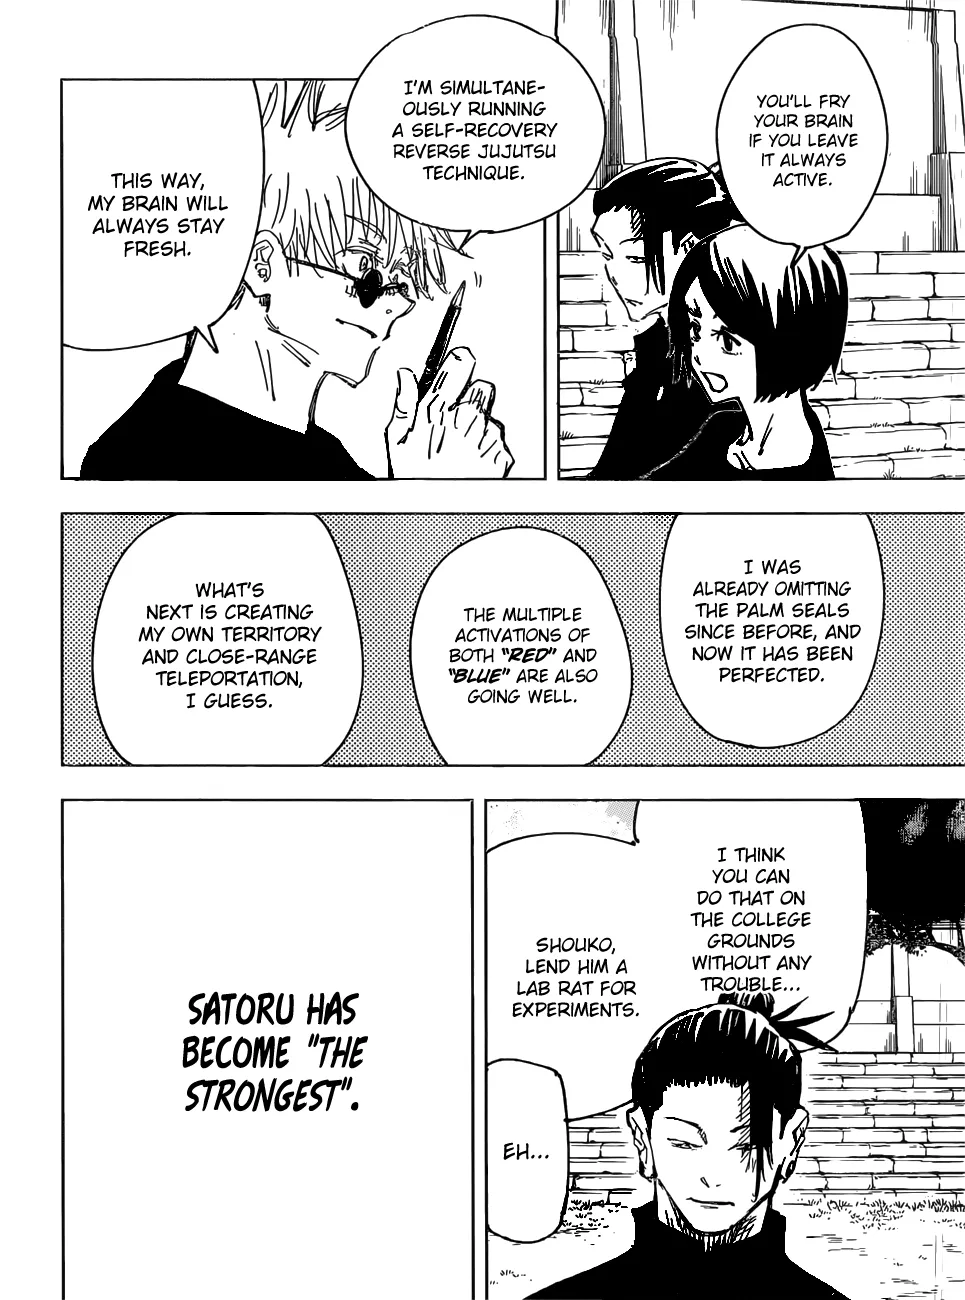 YOU'LL FRY
YOUR BRAIN
IF YOU LEAVE
IT ALWAYS
ACTIVE.
I'M SIMULTANE-
OUSLY RUNNING
A SELF-RECOVERY
REVERSE JUJUTSU
TECHNIQUE.
THIS WAY,
MY BRAIN WILL
ALWAYS STAY
FRESH.
I WAS
ALREADY OMITTING
THE PALM SEALS
SINCE BEFORE, AND
NOW IT HAS BEEN
PERFECTED.
THE MULTIPLE
ACTIVATIONS OF
BOTH "RED" AND
"BLUE" ARE ALSO
GOING WELL.
WHAT'S
NEXT IS CREATING
MY OWN TERRITORY
AND CLOSE-RANGE
TELEPORTATION,
I GUESS.
I THINK
YOU CAN
DO THAT ON
THE COLLEGE
GROUNDS
WITHOUT ANY
TROUBLE...
SHOUKO,
LEND HIM A
LAB RAT FOR
EXPERIMENTS.
EH...
SATORU HAS
BECOME "THE
STRONGEST".